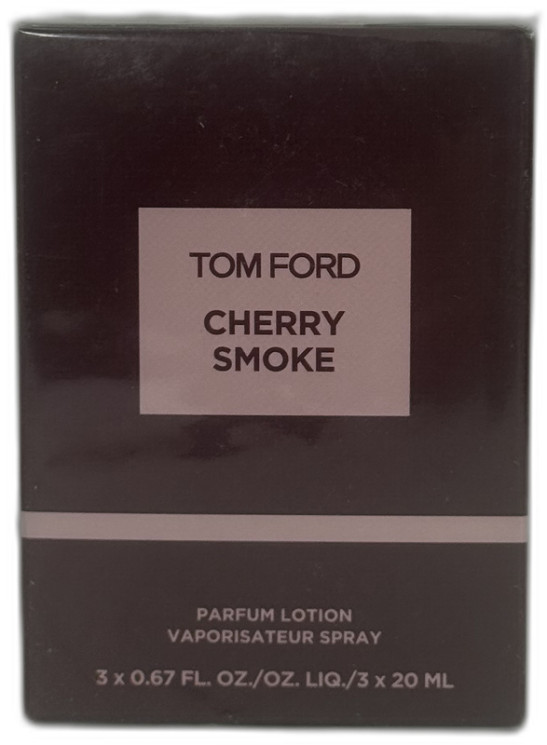 TOM FORD
CHERRY
SMOKE
PARFUM LOTION
VAPORISATEUR SPRAY
3 x 0.67 FL. OZ./OZ. LIQ./3 x 20 ML